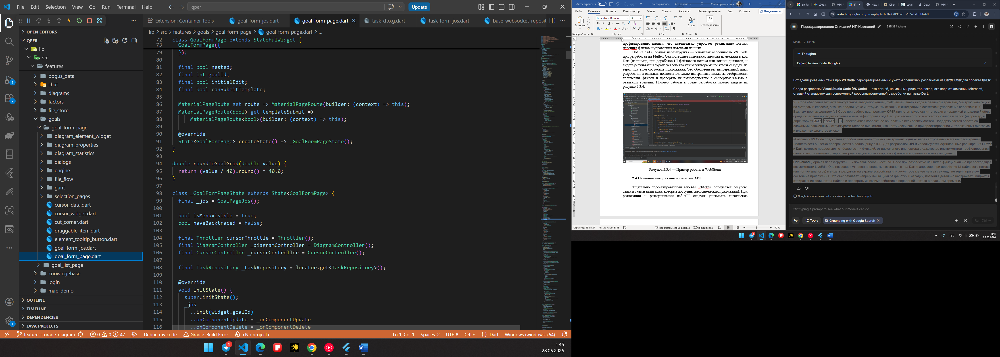 File Edit Selection View Go Run Terminal Help
qper
Update
Extension: Container Tools
goal_form_jos.dart
goal_form_page.dart
task_dto.g.dart
task_form_jos.dart
base_websocket_reposit
OPEN EDITORS
QPER
lib
src
features
bogus_data
chat
diagrams
factors
file_store
goals
goal_form_page
diagram_element_widget
diagram_properties
diagram_statistics
dialogs
engine
file_flow
gant
selection_pages
cursor_data.dart
cursor_widget.dart
cut_corner.dart
draggable_item.dart
element_tooltip_button.dart
goal_form_jos.dart
goal_form_page.dart
goal_list_page
knowlegebase
login
map_demo
OUTLINE
TIMELINE
DEPENDENCIES
JAVA PROJECTS
lib > src > features > goals > goal_form_page > goal_form_page.dart > ...
72 class GoalFormPage extends StatefulWidget {
73 GoalFormPage({
79 });
80
81 final bool nested;
82 final int goalId;
83 final bool initialEdit;
84 final bool canSubmitTemplate;
85
86 MaterialPageRoute get route => MaterialPageRoute(builder: (context) => this);
87 MaterialPageRoute<bool> get templateSubmit =>
88 MaterialPageRoute<bool>(builder: (context) => this);
89
90 @override
91 State<GoalFormPage> createState() => _GoalFormPageState();
92 }
93
94 double roundToGoalGrid(double value) {
95 return (value / 40).round() * 40.0;
96 }
97
98 class _GoalFormPageState extends State<GoalFormPage> {
99 final _jos = GoalPageJos();
100
101 bool isMenuVisible = true;
102 bool haveBacktraced = false;
103
104 final Throttler cursorThrottle = Throttler();
105 final DiagramController _diagramController = DiagramController();
106 final CursorController _cursorController = CursorController();
107
108 final TaskRepository _taskRepository = locator.get<TaskRepository>();
109
110 @override
111 void initState() {
112 super.initState();
113 _jos
114 ..init(widget.goalId)
115 ..onComponentUpdate = _onComponentUpdate
116 ..onComponentDelete = _onComponentDelete
feature-storage-diagram 0 0 47 Debug my code Gradle: Build Error <No project> Ln 1, Col 1 Spaces: 2 UTF-8 CRLF {} Dart Windows (windows-x64)
1:45
28.06.2026
Автосохранение Отчет Бражало... - Сохранено Саша Бражалович
Файл Главная Вставка Конструктор Макет Ссылки Рассылки Рецензирование Вид Справка Поделиться
Вставить
Times New Roman 14
Стили
Редактирование
Буфер обмена Шрифт Абзац Стили
профилирования памяти, что значительно упрощает реализацию логики
парсинга файлов и управления потоками данных.
Hot Reload (Горячая перезагрузка) — ключевая особенность VS Code
при разработке на Flutter. Она позволяет мгновенно вносить изменения в код
Dart (например, при доработке UI файлового потока или логики диалогов) и
видеть результат на экране устройства или эмулятора менее чем за секунду, не
теряя при этом состояние приложения. Это обеспечивает непрерывный цикл
разработки и отладки, позволяя детально настраивать виджеты отображения
количества файлов и проверять их взаимодействие с серверной частью в
реальном времени. Пример работы в среде разработки можно видеть на
рисунке 2.3.4.
Рисунок 2.3.4 — Пример работы в WebStorm
2.4 Изучение алгоритмов обработки API
Тщательно спроектированный веб-API RESTful определяет ресурсы,
связи и схемы навигации, которые доступны для клиентских приложений. При
реализации и развертывании веб-API следует учитывать физические
Страница 13 из 27 Число слов: 5848 Параметры отображения Фокусировка 90 %
git fe
Доба
Mini
New
QPer
Local
Down
Mini
aistudio.google.com/prompts/1xchQhjKYff95s7tbv1IZwLxHpUlw60i
Перефразирование Описаний ИТ-Компаний 935,334 tokens
Model • 1:41AM
Thoughts
Expand to view model thoughts
Вот адаптированный текст про VS Code, перефразированный с учетом специфики разработки на Dart/Flutter для проекта QPER:
Среда разработки Visual Studio Code (VS Code) — это легкий, но мощный редактор исходного кода от компании Microsoft,
ставший стандартом для современной кроссплатформенной разработки на языке Dart.
VS Code обеспечивает интеллектуальное автодополнение (IntelliSense), анализ кода в реальном времени, быструю навигацию
по методам и классам, а также продвинутые инструменты отладки и интеграции с системами управления версиями (Git).
Важным преимуществом VS Code при работе над проектом QPER является глубокая интеграция с иерархией виджетов Flutter:
среда позволяет проводить комплексный рефакторинг кода Dart, разнесенного по множеству файлов и папок (например, в
директориях data, domain и ui), обеспечивая корректное обновление всех зависимостей. Поддерживается работа со
сложными вложенными структурами (дерево виджетов), что критически важно при проектировании интерактивных диаграмм
и вложенных диалоговых окон.
«Базовый» VS Code представляет собой минималистичный инструмент, однако через встроенный магазин расширений
(Marketplace) он легко превращается в полноценную IDE. Для разработки QPER используются официальные расширения Flutter
и Dart, которые предоставляют более сотни функций: от визуального инспектора виджетов до инструментов профилирования
памяти, что значительно упрощает реализацию логики парсинга файлов и управления потоками данных.
Hot Reload (Горячая перезагрузка) — ключевая особенность VS Code при разработке на Flutter, функционально превосходящая
возможности LiveEdit. Она позволяет мгновенно вносить изменения в код Dart (например, при доработке UI файлового потока
или логики диалогов) и видеть результат на экране устройства или эмулятора менее чем за секунду, не теряя при этом
состояние приложения. Это обеспечивает непрерывный цикл разработки и отладки, позволяя детально настраивать виджеты
отображения количества файлов и проверять их взаимодействие с серверной частью в реальном времени.
Google AI models may make mistakes, so double-check outputs.
Start typing a prompt to see what our models can do
Tools Grounding with Google Search Run Ctrl
РУС 83% 1:45
28.06.2026